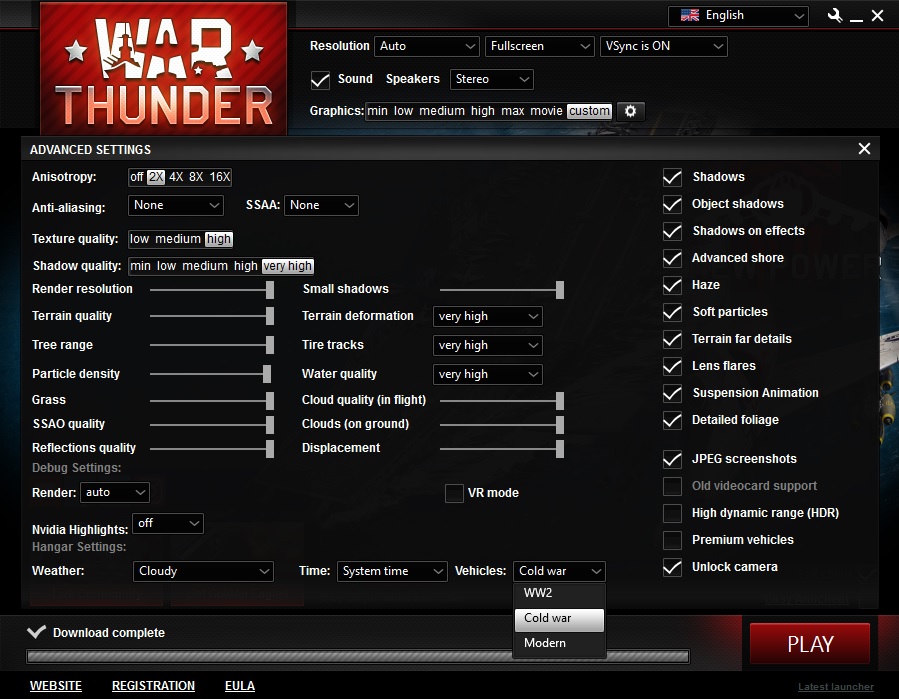 English
WAR
THUNDER
Resolution Auto Fullscreen VSync is ON
Sound Speakers Stereo
Graphics: min low medium high max movie custom
ADVANCED SETTINGS
Anisotropy: off 2X 4X 8X 16X
Anti-aliasing: None SSAA: None
Texture quality: low medium high
Shadow quality: min low medium high very high
Render resolution Small shadows
Terrain quality Terrain deformation very high
Tree range Tire tracks very high
Particle density Water quality very high
Grass Cloud quality (in flight)
SSAO quality Clouds (on ground)
Reflections quality Displacement
Debug Settings:
Render: auto VR mode
Nvidia Highlights: off
Hangar Settings:
Weather: Cloudy Time: System time Vehicles: Cold war
WW2
Cold war
Modern
Shadows
Object shadows
Shadows on effects
Advanced shore
Haze
Soft particles
Terrain far details
Lens flares
Suspension Animation
Detailed foliage
JPEG screenshots
Old videocard support
High dynamic range (HDR)
Premium vehicles
Unlock camera
Download complete
PLAY
WEBSITE REGISTRATION EULA Latest launcher